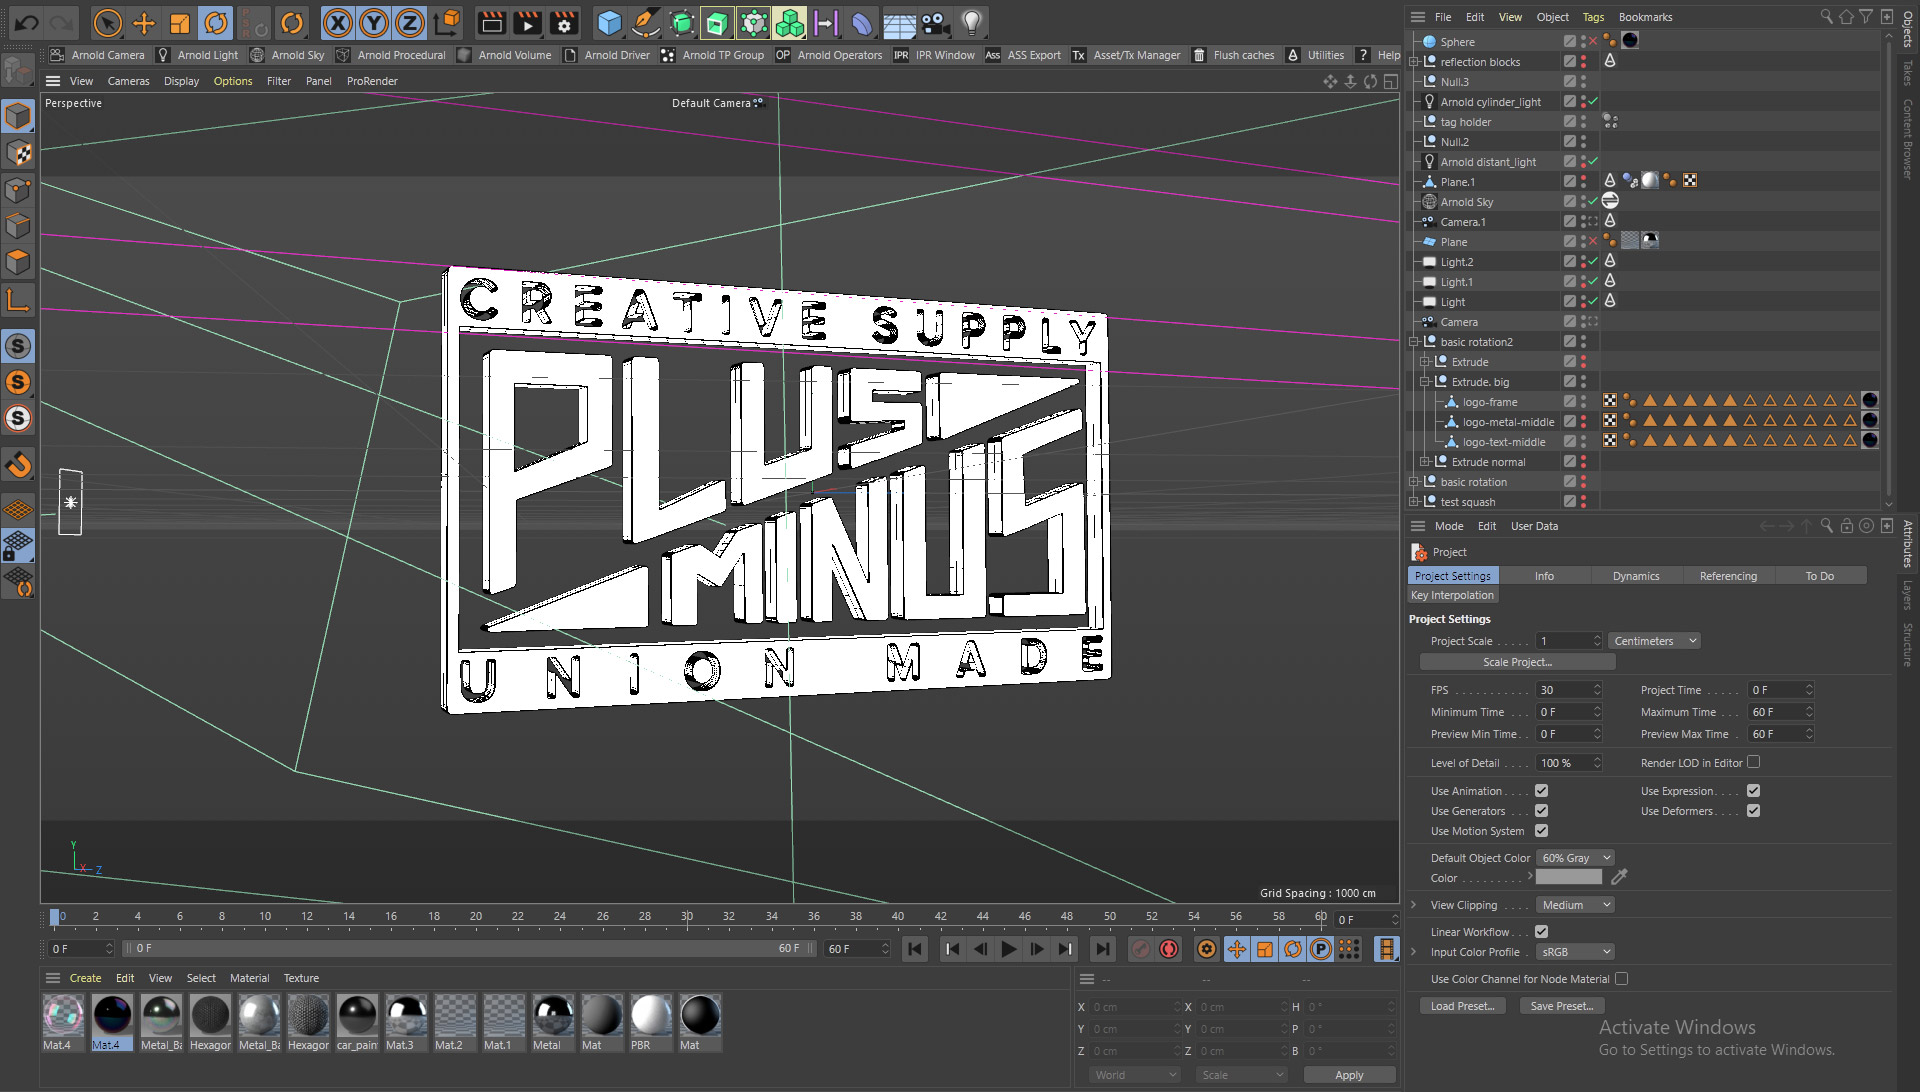 File Edit View Object Tags Bookmarks
Arnold Camera Arnold Light Arnold Sky Arnold Procedural Arnold Volume Arnold Driver Arnold TP Group OP Arnold Operators IPR IPR Window Ass ASS Export Tx Asset/Tx Manager Flush caches Utilities ? Help
View Cameras Display Options Filter Panel ProRender
Perspective
Default Camera
CREATIVE SUPPLY
PLUS
MINUS
UNION MADE
Y
X Z
Grid Spacing : 1000 cm
Sphere
reflection blocks
Null.3
Arnold cylinder_light
tag holder
Null.2
Arnold distant_light
Plane.1
Arnold Sky
Camera.1
Plane
Light.2
Light.1
Light
Camera
basic rotation2
Extrude
Extrude. big
logo-frame
logo-metal-middle
logo-text-middle
Extrude normal
basic rotation
test squash
Objects
Takes
Content Browser
Attributes
Layers
Structure
Mode Edit User Data
Project
Project Settings Info Dynamics Referencing To Do
Key Interpolation
Project Settings
Project Scale . . . . . 1 Centimeters
Scale Project...
FPS . . . . . . . . . . . 30 Project Time . . . . . 0 F
Minimum Time . . . 0 F Maximum Time . . . 60 F
Preview Min Time . . 0 F Preview Max Time . 60 F
Level of Detail . . . . 100 % Render LOD in Editor
Use Animation . . . . Use Expression . . . .
Use Generators . . . Use Deformers . . . .
Use Motion System
Default Object Color 60% Gray
Color . . . . . . . . .
View Clipping . . . . Medium
Linear Workflow . . .
Input Color Profile . sRGB
Use Color Channel for Node Material
Load Preset... Save Preset...
Activate Windows
Go to Settings to activate Windows.
0 2 4 6 8 10 12 14 16 18 20 22 24 26 28 30 32 34 36 38 40 42 44 46 48 50 52 54 56 58 60 0 F
0 F 0 F 60 F 60 F
Create Edit View Select Material Texture
Mat.4 Mat.4 Metal_Ba Hexagor Metal_Ba Hexagor car_pain Mat.3 Mat.2 Mat.1 Metal Mat PBR Mat
-- -- --
X 0 cm X 0 cm H 0 °
Y 0 cm Y 0 cm P 0 °
Z 0 cm Z 0 cm B 0 °
World Scale Apply